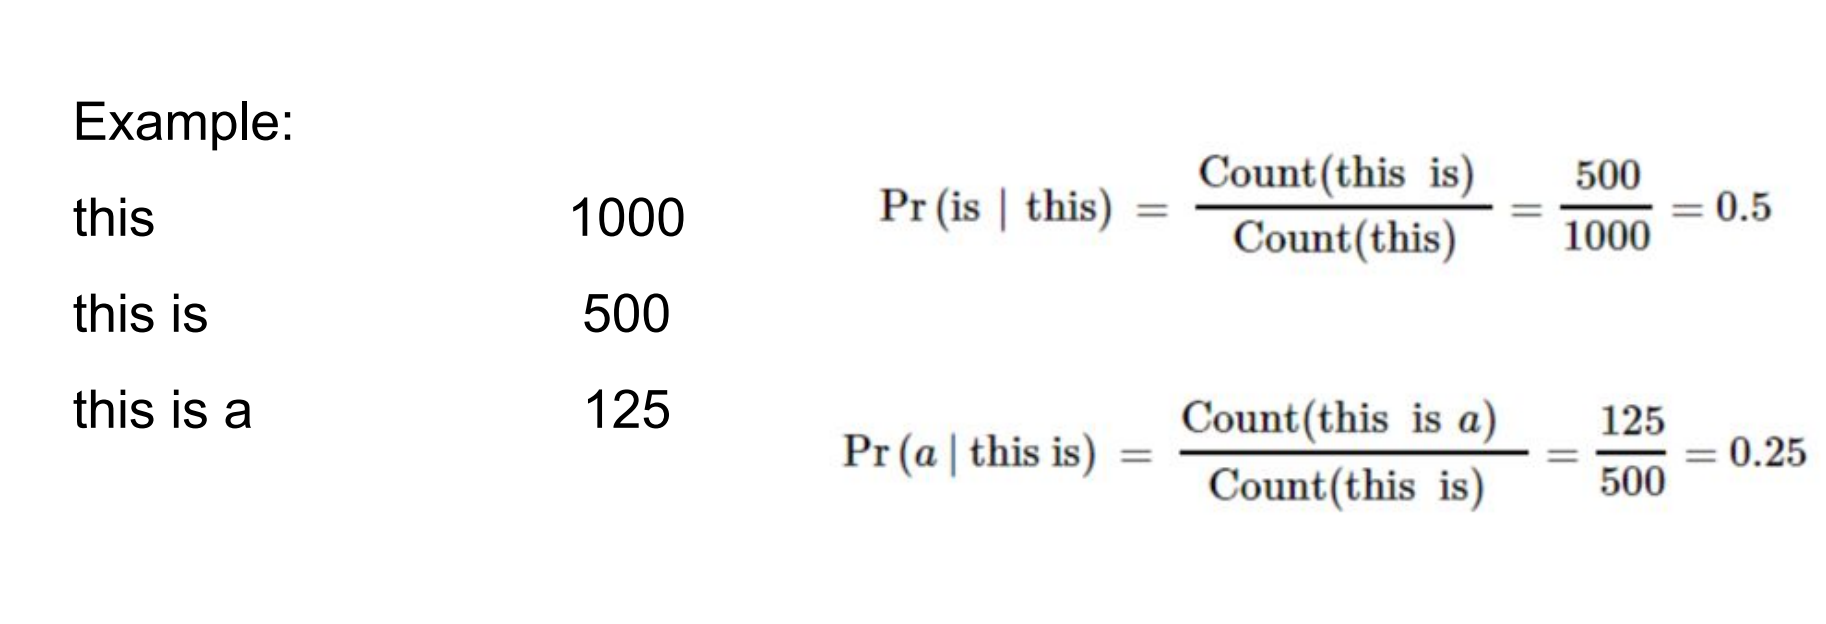 Example:
this 1000
this is 500
this is a 125
Pr (is | this) = Count(this is) / Count(this) = 500 / 1000 = 0.5
Pr (a | this is) = Count(this is a) / Count(this is) = 125 / 500 = 0.25